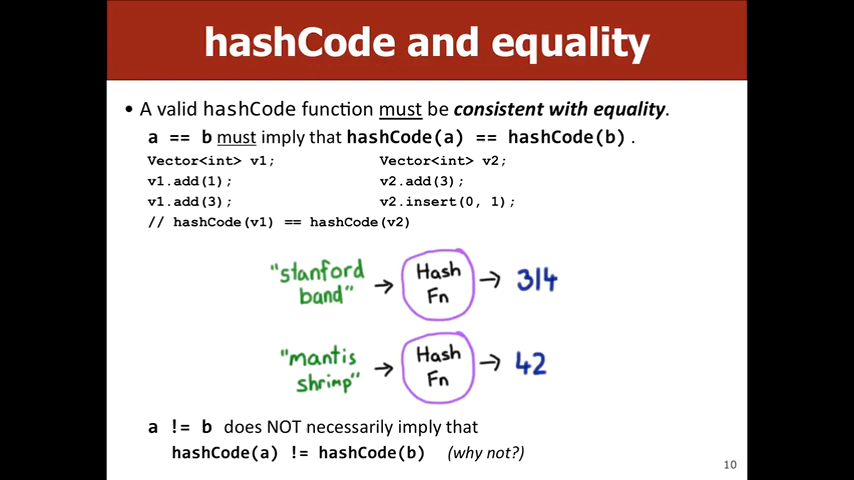 hashCode and equality
• A valid hashCode function must be consistent with equality.
a == b must imply that hashCode(a) == hashCode(b) .
Vector<int> v1; Vector<int> v2;
v1.add(1); v2.add(3);
v1.add(3); v2.insert(0, 1);
// hashCode(v1) == hashCode(v2)
"stanford band" → Hash Fn → 314
"mantis shrimp" → Hash Fn → 42
a != b does NOT necessarily imply that
hashCode(a) != hashCode(b) (why not?)
10